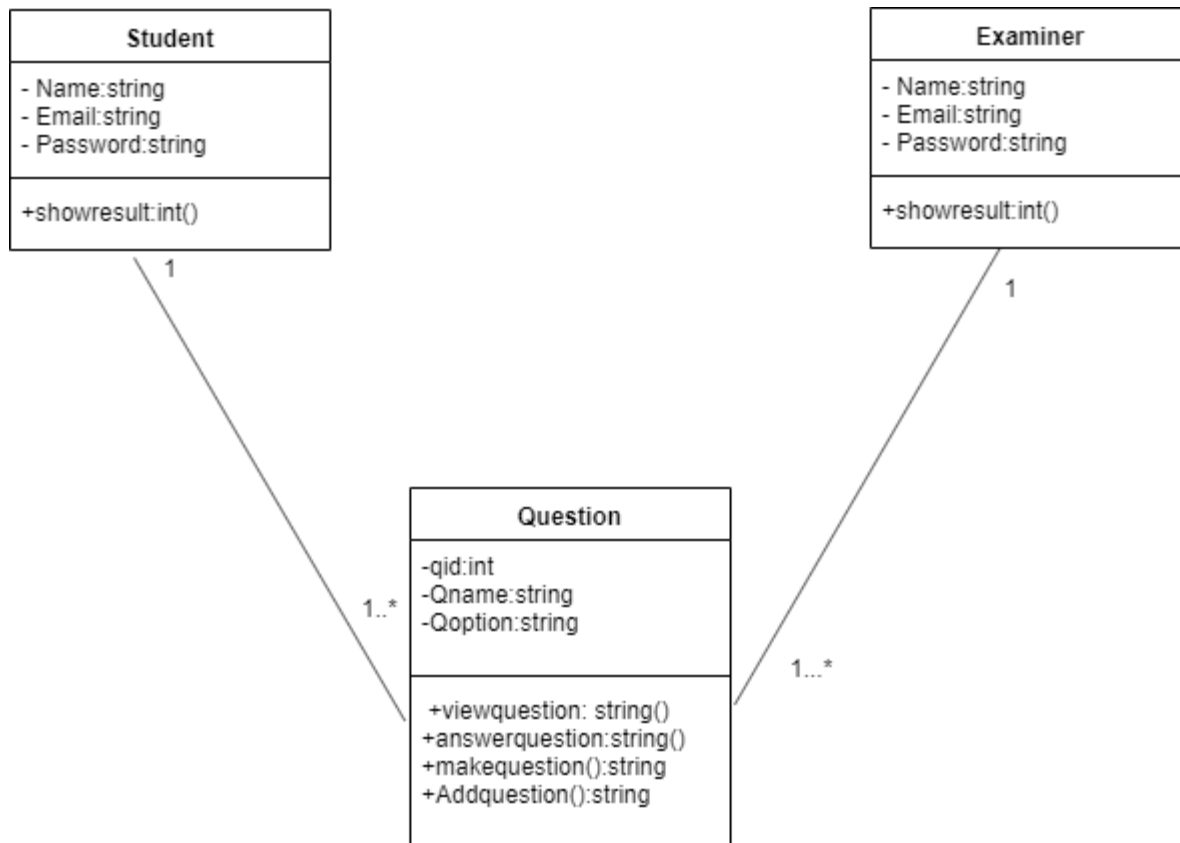 Student
- Name:string
- Email:string
- Password:string
+showresult:int()
1
Examiner
- Name:string
- Email:string
- Password:string
+showresult:int()
1
Question
-qid:int
-Qname:string
-Qoption:string
1..*
1...*
+viewquestion: string()
+answerquestion:string()
+makequestion():string
+Addquestion():string